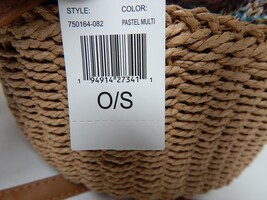 STYLE: COLOR:
750164-082 PASTEL MULTI
1 94914 27341 1
O/S